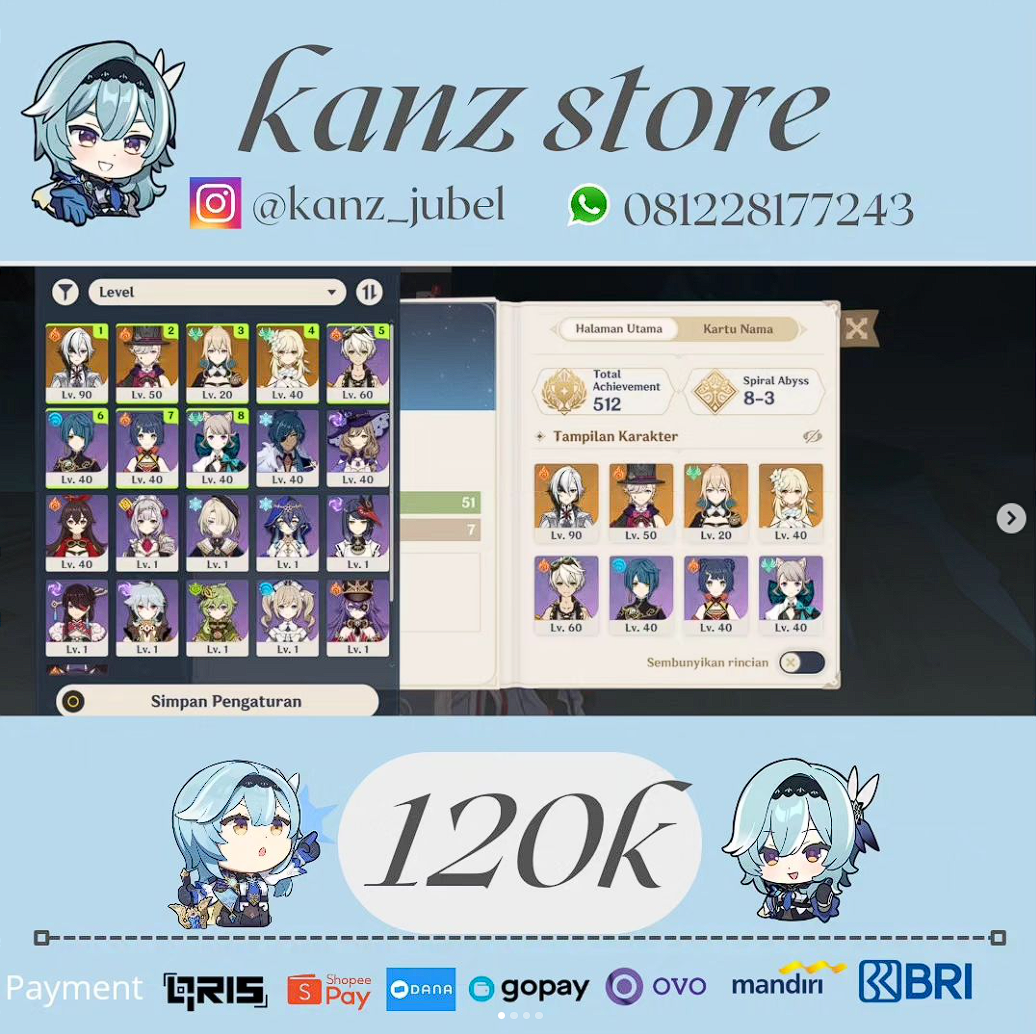 kanz store
@kanz_jubel
081228177243
Level
1
2
3
4
5
Lv. 90
Lv. 50
Lv. 20
Lv. 40
Lv. 60
6
7
8
Lv. 40
Lv. 40
Lv. 40
Lv. 40
Lv. 40
Lv. 40
Lv. 1
Lv. 1
Lv. 1
Lv. 1
Lv. 1
Lv. 1
Lv. 1
Lv. 1
Lv. 1
Simpan Pengaturan
51
7
Halaman Utama
Kartu Nama
Total
Achievement
512
Spiral Abyss
8-3
Tampilan Karakter
Lv. 90
Lv. 50
Lv. 20
Lv. 40
Lv. 60
Lv. 40
Lv. 40
Lv. 40
Sembunyikan rincian
120k
Payment
QRIS
S
Shopee
Pay
DANA
gopay
OVO
mandiri
BRI